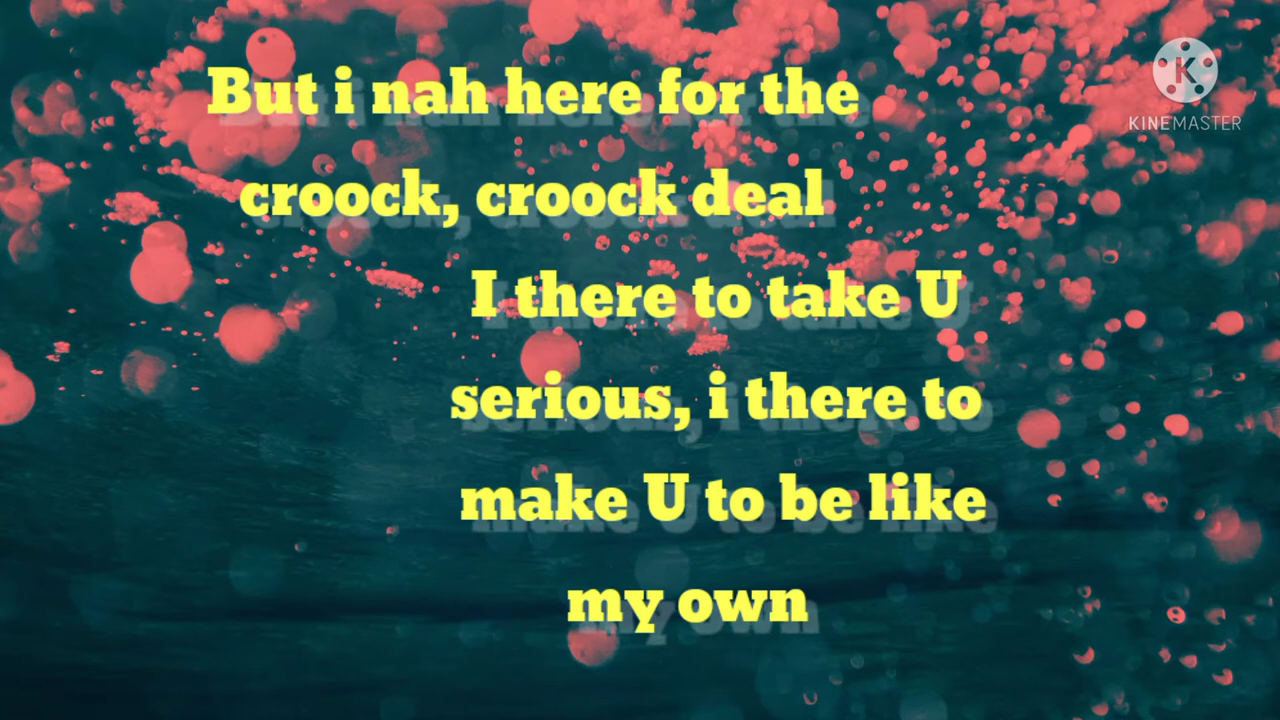 But i nah here for the
croock, croock deal
I there to take U
serious, i there to
make U to be like
my own
K
KINEMASTER